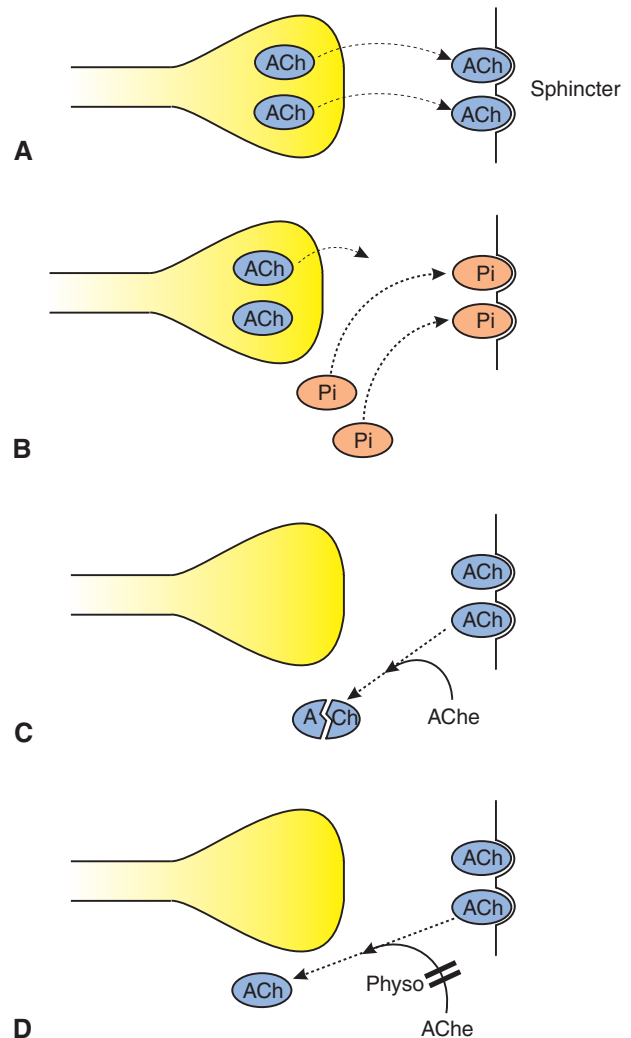 ACh
ACh
ACh
ACh
Sphincter
A
ACh
ACh
Pi
Pi
Pi
Pi
B
ACh
ACh
A Ch
AChe
C
ACh
ACh
ACh
Physo
AChe
D